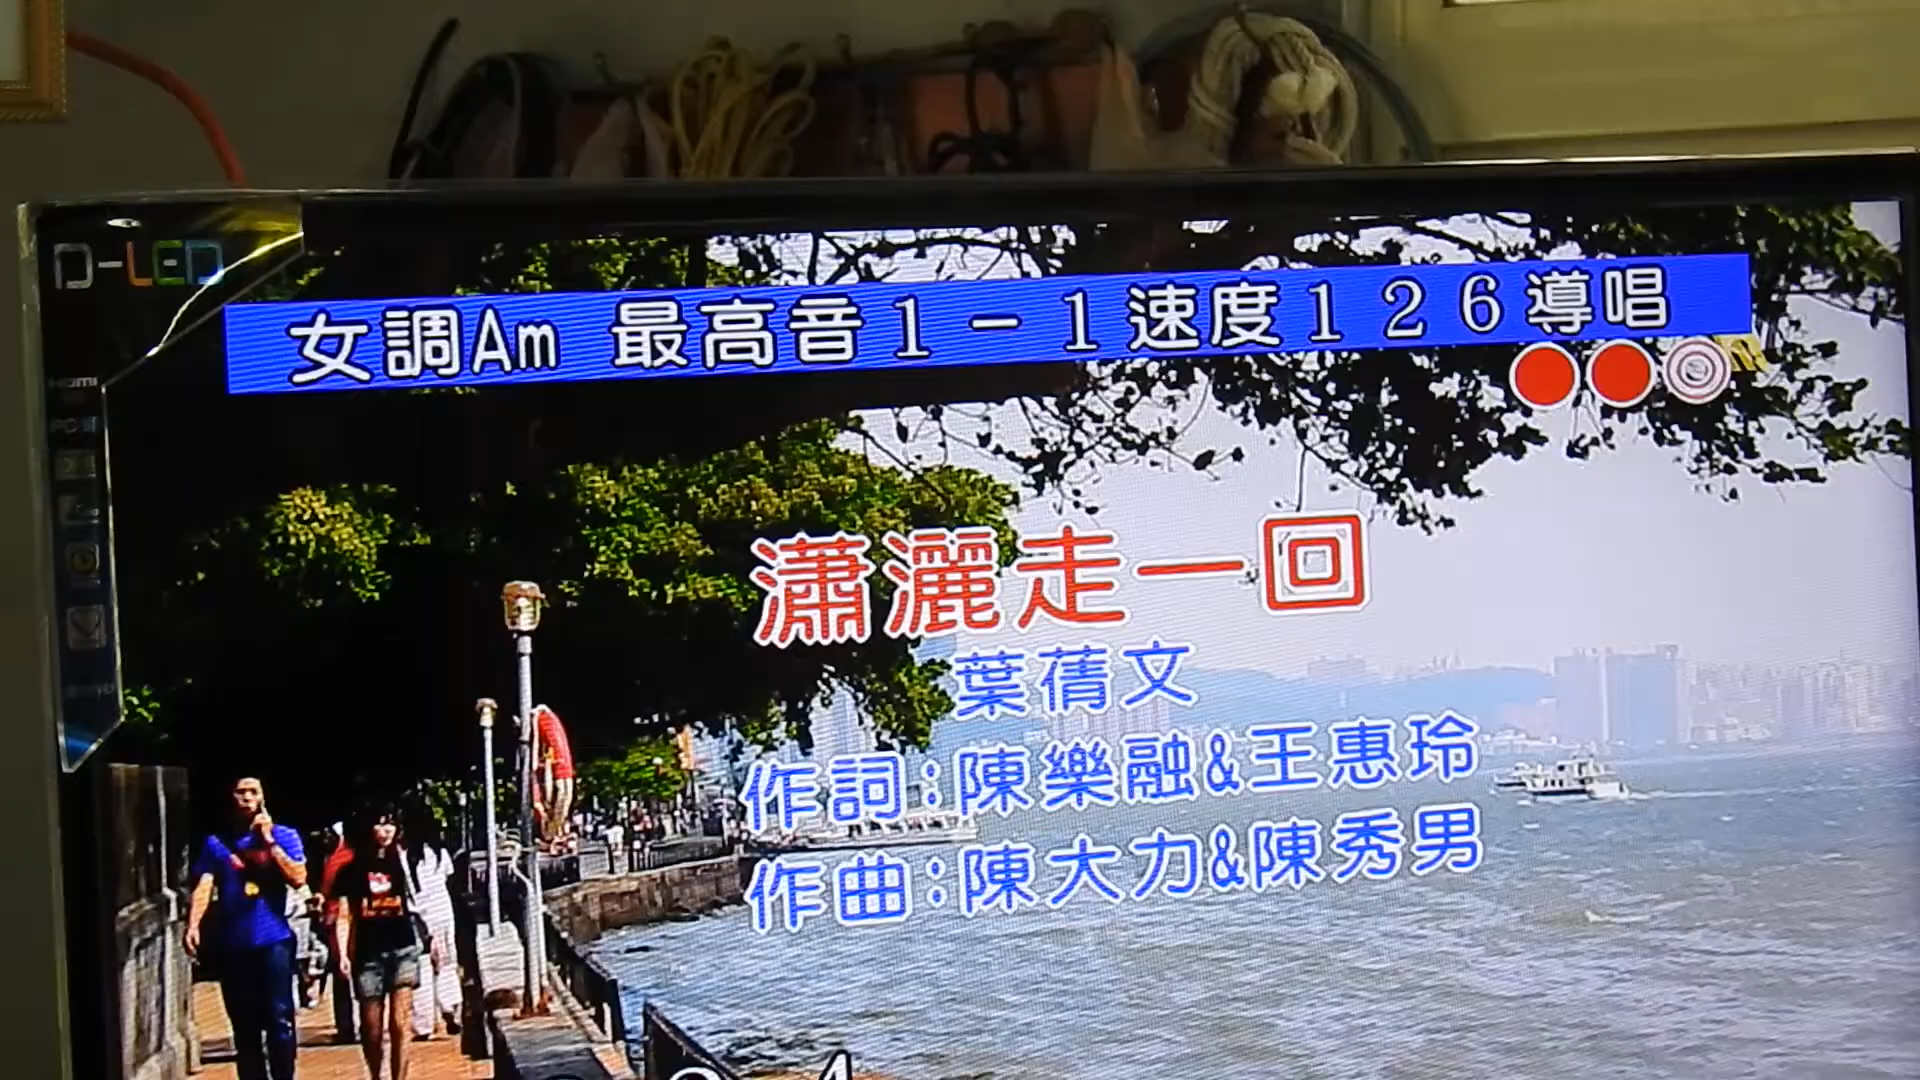 D-LED
女調Am 最高音1-1速度126導唱
HDMI
瀟灑走一回
葉蒨文
作詞:陳樂融&王惠玲
作曲:陳大力&陳秀男